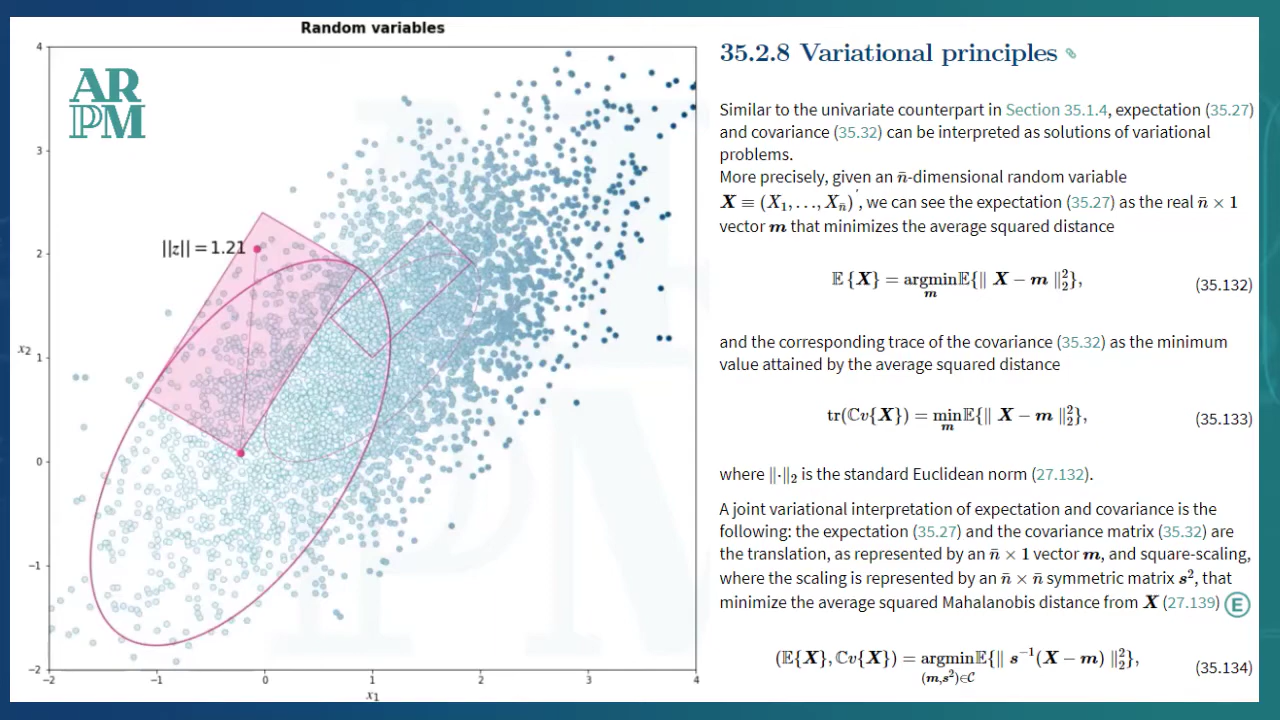 Random variables
AR
PM
||z|| = 1.21
4
3
2
1
0
−1
−2
x₂
−2
−1
0
1
2
3
4
x₁
35.2.8 Variational principles
Similar to the univariate counterpart in Section 35.1.4, expectation (35.27)
and covariance (35.32) can be interpreted as solutions of variational
problems.
More precisely, given an n̄-dimensional random variable
X ≡ (X₁, …, X_n̄)′, we can see the expectation (35.27) as the real n̄ × 1
vector m that minimizes the average squared distance
𝔼{X} = argmin_m 𝔼{‖ X − m ‖₂²}, (35.132)
and the corresponding trace of the covariance (35.32) as the minimum
value attained by the average squared distance
tr(ℂv{X}) = min_m 𝔼{‖ X − m ‖₂²}, (35.133)
where ‖·‖₂ is the standard Euclidean norm (27.132).
A joint variational interpretation of expectation and covariance is the
following: the expectation (35.27) and the covariance matrix (35.32) are
the translation, as represented by an n̄ × 1 vector m, and square-scaling,
where the scaling is represented by an n̄ × n̄ symmetric matrix s², that
minimize the average squared Mahalanobis distance from X (27.139) E
(𝔼{X}, ℂv{X}) = argmin_(m,s²)∈𝒞 𝔼{‖ s⁻¹(X − m) ‖₂²}, (35.134)